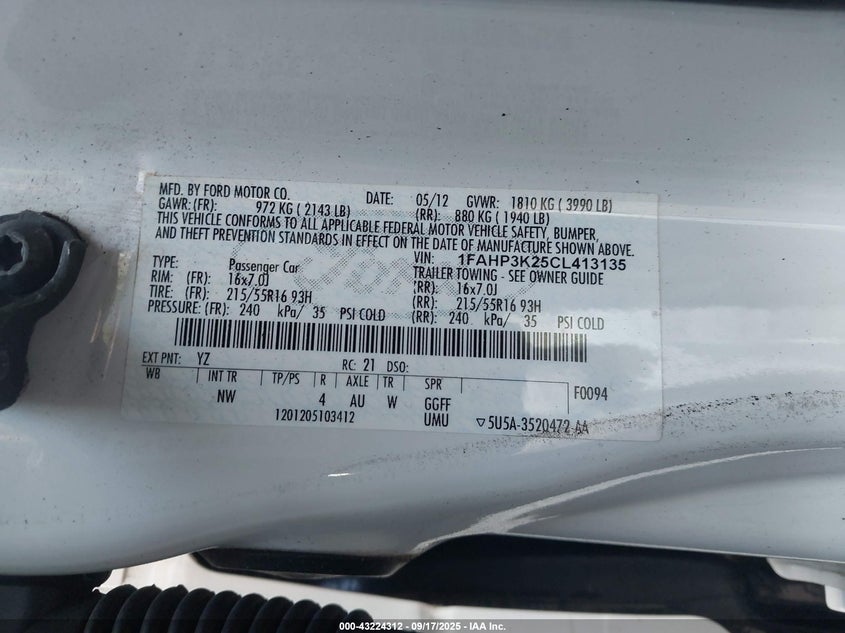 MFD. BY FORD MOTOR CO.
DATE: 05/12 GVWR: 1810 KG ( 3990 LB)
GAWR: (FR): 972 KG ( 2143 LB) (RR): 880 KG ( 1940 LB)
THIS VEHICLE CONFORMS TO ALL APPLICABLE FEDERAL MOTOR VEHICLE SAFETY, BUMPER,
AND THEFT PREVENTION STANDARDS IN EFFECT ON THE DATE OF MANUFACTURE SHOWN ABOVE.
VIN: 1FAHP3K25CL413135
TYPE: Passenger Car TRAILER TOWING - SEE OWNER GUIDE
RIM: (FR): 16x7.0J (RR): 16x7.0J
TIRE: (FR): 215/55R16 93H (RR): 215/55R16 93H
PRESSURE: (FR): 240 kPa/ 35 PSI COLD (RR): 240 kPa/ 35 PSI COLD
EXT PNT: YZ RC: 21 DSO:
WB INT TR TP/PS R AXLE TR SPR F0094
NW 4 AU W GGFF
1201205103412 UMU ▽5U5A-3520472 AA
000-43224312 - 09/17/2025 - IAA Inc.